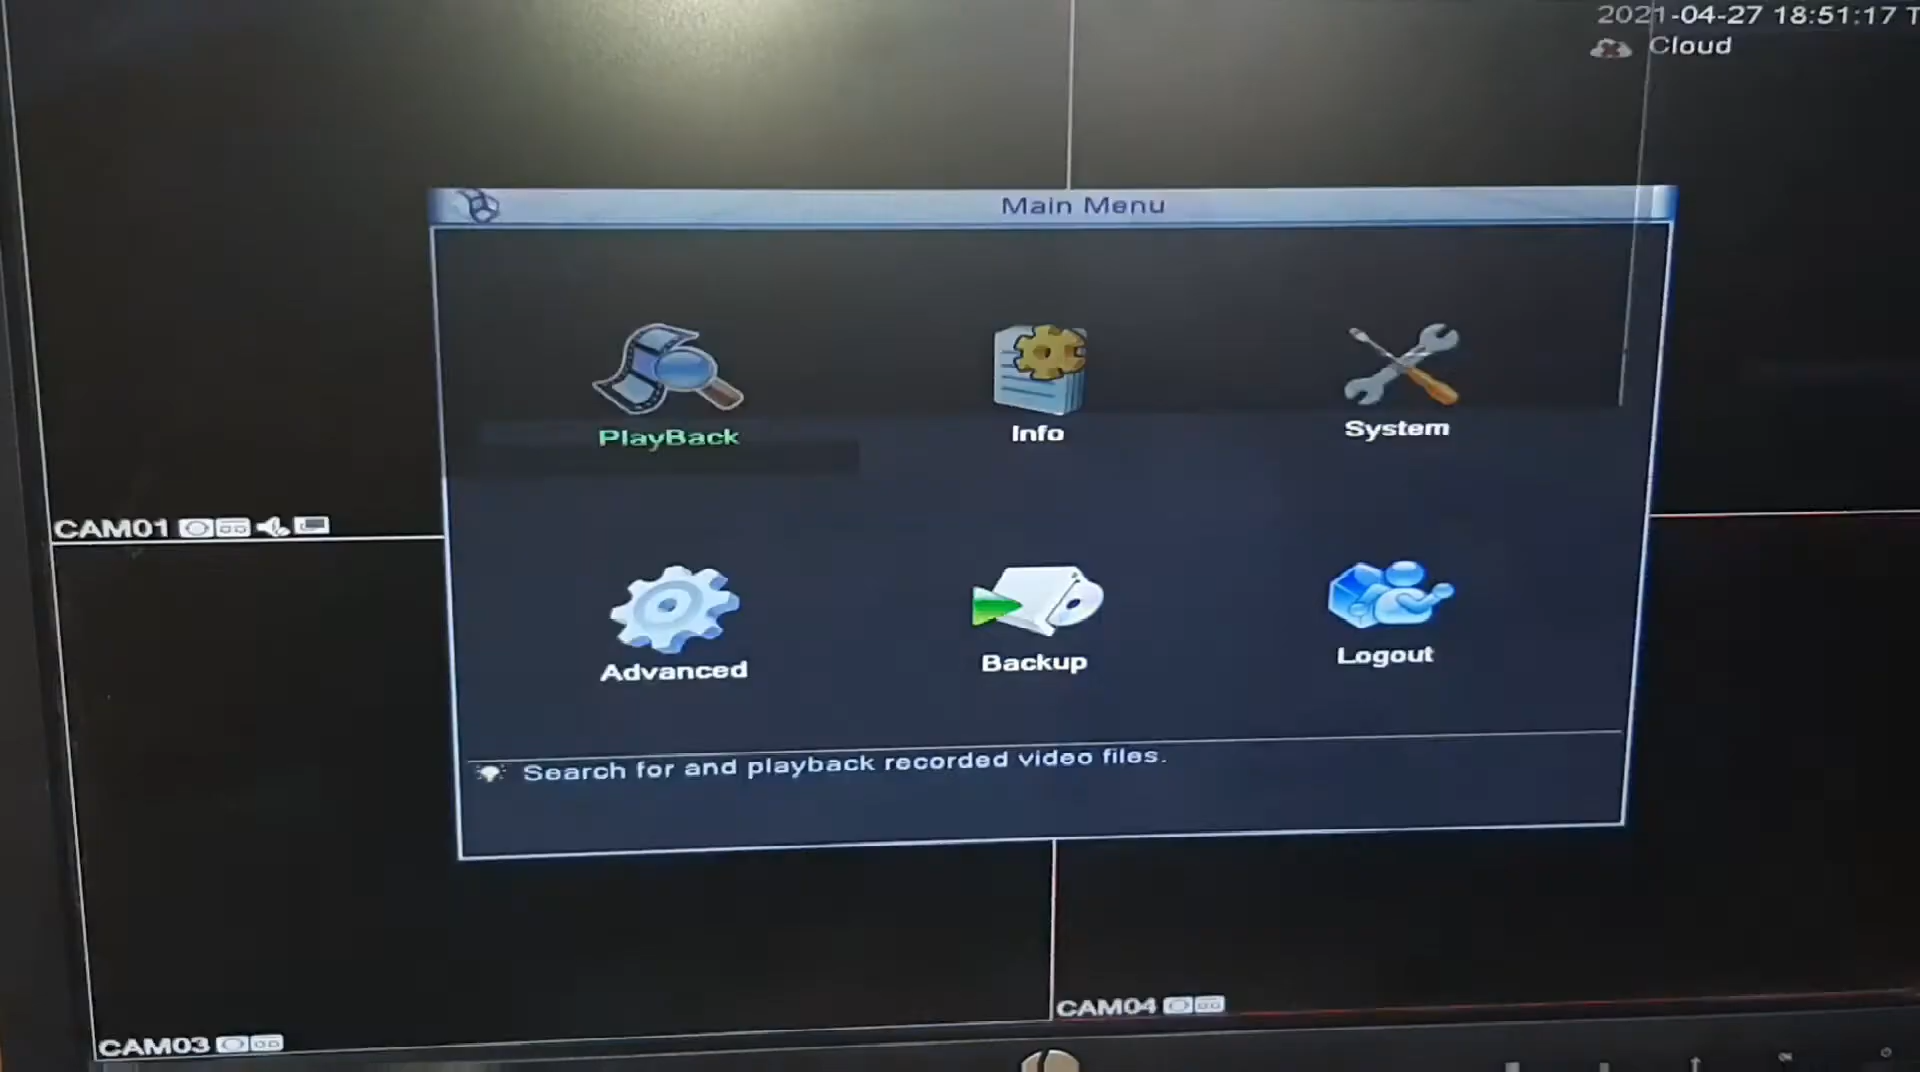 2021-04-27 18:51:17 T
Cloud
Main Menu
PlayBack
Info
System
CAM01
Advanced
Backup
Logout
Search for and playback recorded video files.
CAM04
CAM03